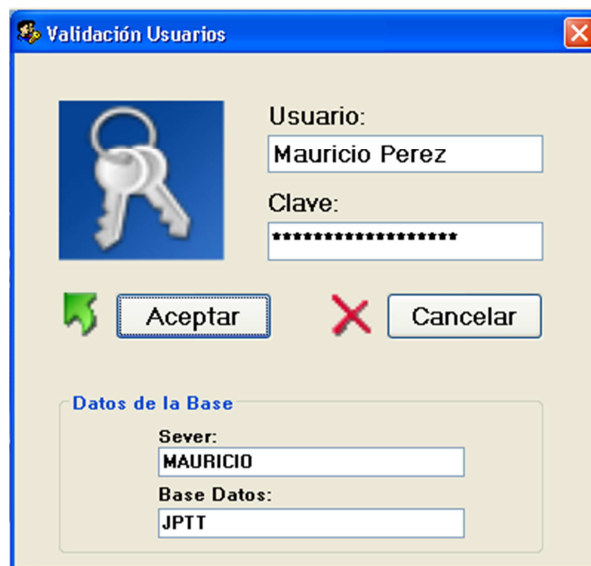 Validación Usuarios
Usuario:
Mauricio Perez
Clave:
******************
Aceptar
Cancelar
Datos de la Base
Sever:
MAURICIO
Base Datos:
JPTT